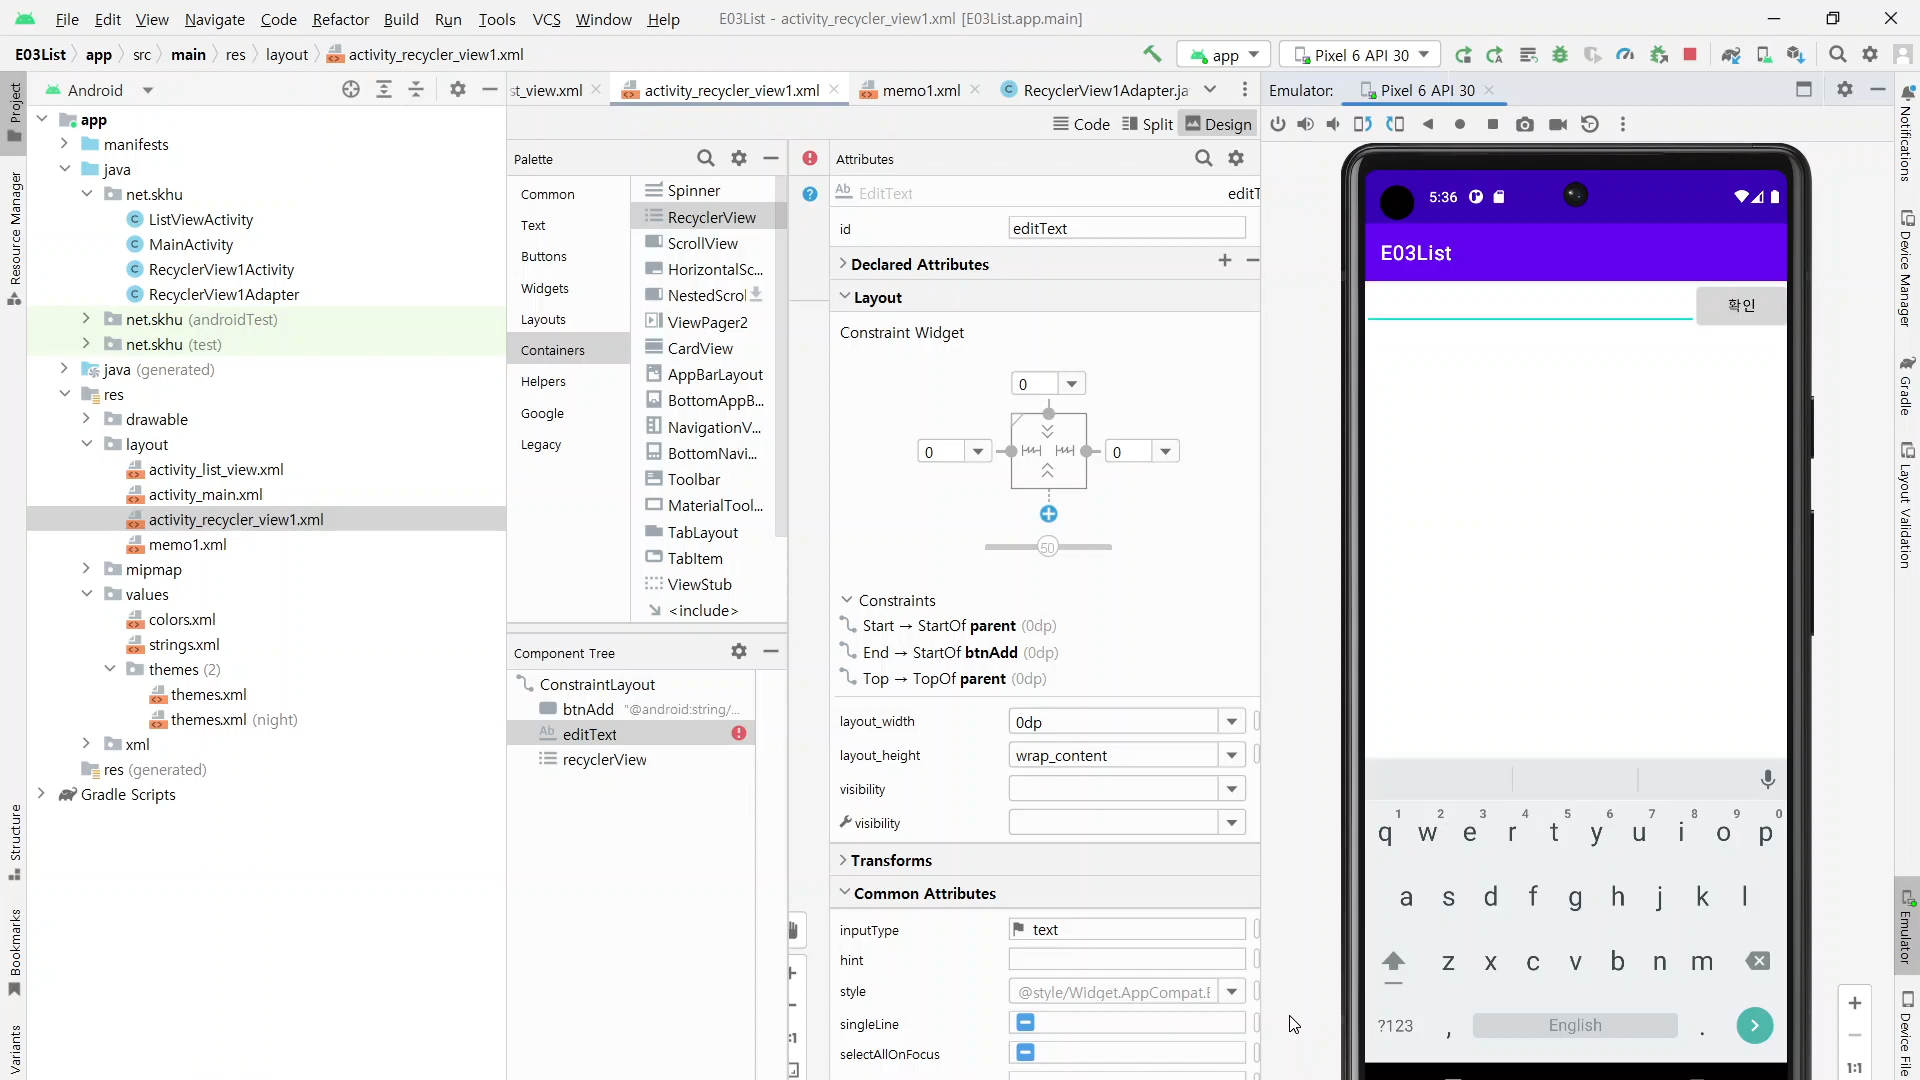 File Edit View Navigate Code Refactor Build Run Tools VCS Window Help E03List - activity_recycler_view1.xml [E03List.app.main]
E03List app src main res layout activity_recycler_view1.xml app Pixel 6 API 30
Android
st_view.xml activity_recycler_view1.xml memo1.xml RecyclerView1Adapter.ja
Emulator: Pixel 6 API 30
Code Split Design
Project
Resource Manager
Structure
Bookmarks
Variants
app
manifests
java
net.skhu
ListViewActivity
MainActivity
RecyclerView1Activity
RecyclerView1Adapter
net.skhu (androidTest)
net.skhu (test)
java (generated)
res
drawable
layout
activity_list_view.xml
activity_main.xml
activity_recycler_view1.xml
memo1.xml
mipmap
values
colors.xml
strings.xml
themes (2)
themes.xml
themes.xml (night)
xml
res (generated)
Gradle Scripts
Palette
Common
Text
Buttons
Widgets
Layouts
Containers
Helpers
Google
Legacy
Spinner
RecyclerView
ScrollView
HorizontalSc...
NestedScrol
ViewPager2
CardView
AppBarLayout
BottomAppB...
NavigationV...
BottomNavi...
Toolbar
MaterialTool...
TabLayout
TabItem
ViewStub
<include>
Component Tree
ConstraintLayout
btnAdd "@android:string/...
Ab editText
recyclerView
:1
Attributes
Ab EditText editT
id editText
Declared Attributes
Layout
Constraint Widget
0
0 0
50
Constraints
Start → StartOf parent (0dp)
End → StartOf btnAdd (0dp)
Top → TopOf parent (0dp)
layout_width 0dp
layout_height wrap_content
visibility
visibility
Transforms
Common Attributes
inputType text
hint
style @style/Widget.AppCompat.E
singleLine
selectAllOnFocus
5:36
E03List
확인
1 2 3 4 5 6 7 8 9 0
q w e r t y u i o p
a s d f g h j k l
z x c v b n m
?123 , English .
1:1
Notifications
Device Manager
Gradle
Layout Validation
Emulator
Device File